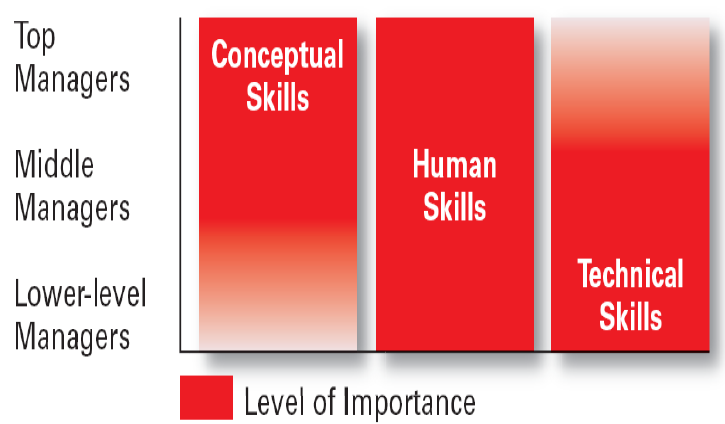 Top
Managers
Conceptual
Skills
Middle
Managers
Human
Skills
Lower-level
Managers
Technical
Skills
Level of Importance